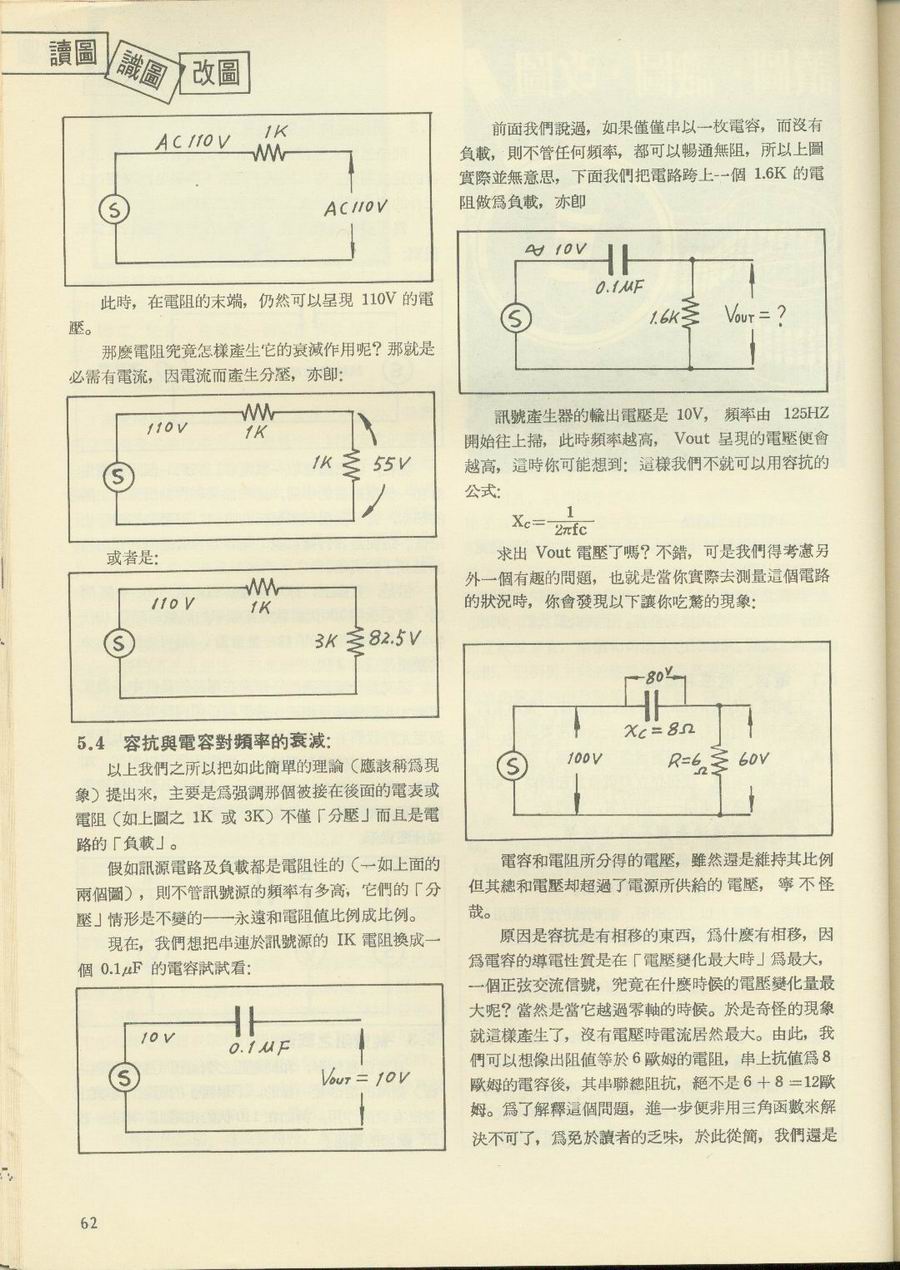 讀圖
識圖
改圖
AC 110V
1K
S
AC110V
此時，在電阻的末端，仍然可以呈現 110V 的電
壓。
那麼電阻究竟怎樣產生它的衰減作用呢？那就是
必需有電流，因電流而產生分壓，亦卽：
110V
1K
1K
55V
S
或者是：
110V
1K
3K
82.5V
S
5.4 容抗與電容對頻率的衰減：
以上我們之所以把如此簡單的理論（應該稱爲現
象）提出來，主要是爲强調那個被接在後面的電表或
電阻（如上圖之 1K 或 3K）不僅「分壓」而且是電
路的「負載」。
假如訊源電路及負載都是電阻性的（一如上面的
兩個圖），則不管訊號源的頻率有多高，它們的「分
壓」情形是不變的——永遠和電阻值比例成比例。
現在，我們想把串連於訊號源的 IK 電阻換成一
個 0.1μF 的電容試試看：
10V
0.1MF
S
VOUT = 10V
前面我們說過，如果僅僅串以一枚電容，而沒有
負載，則不管任何頻率，都可以暢通無阻，所以上圖
實際並無意思，下面我們把電路跨上一個 1.6K 的電
阻做爲負載，亦卽
10V
0.1MF
S
1.6K
VOUT = ?
訊號產生器的輸出電壓是 10V， 頻率由 125HZ
開始往上掃，此時頻率越高， Vout 呈現的電壓便會
越高，這時你可能想到：這樣我們不就可以用容抗的
公式：
Xc=1/2πfc
求出 Vout 電壓了嗎？不錯，可是我們得考慮另
外一個有趣的問題，也就是當你實際去測量這個電路
的狀況時，你會發現以下讓你吃驚的現象：
80V
XC = 8Ω
S
100V
R=6Ω
60V
電容和電阻所分得的電壓，雖然還是維持其比例
但其總和電壓却超過了電源所供給的 電壓， 寧 不 怪
哉。
原因是容抗是有相移的東西，爲什麼有相移，因
爲電容的導電性質是在「電壓變化最大時」爲最大，
一個正弦交流信號，究竟在什麼時候的電壓變化量最
大呢？當然是當它越過零軸的時候。於是奇怪的現象
就這樣產生了，沒有電壓時電流居然最大。由此，我
們可以想像出阻值等於 6 歐姆的電阻，串上抗值爲 8
歐姆的電容後，其串聯總阻抗，絕不是 6 + 8 =12歐
姆。爲了解釋這個問題，進一步便非用三角函數來解
決不可了，爲免於讀者的乏味，於此從簡，我們還是
62